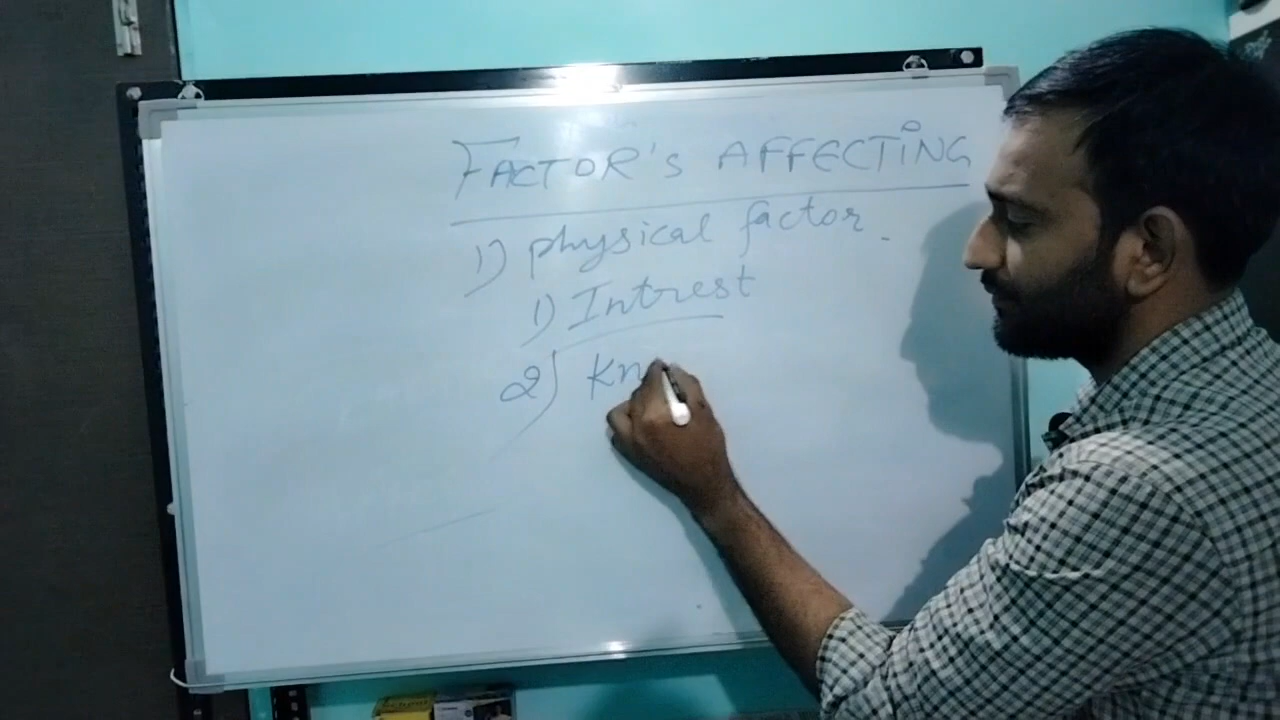 FACTOR's AFFECTING
1) physical factor.
1) Intrest
2) Kn